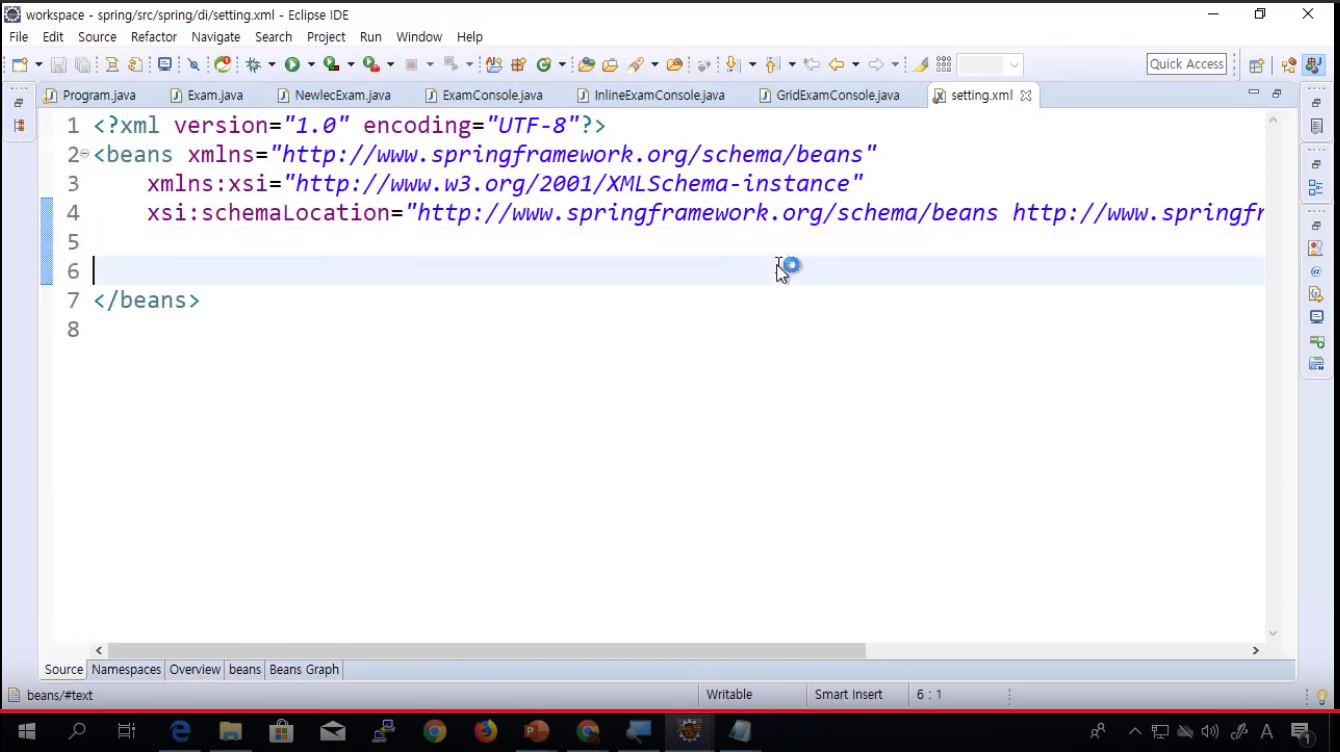 workspace - spring/src/spring/di/setting.xml - Eclipse IDE
File Edit Source Refactor Navigate Search Project Run Window Help
Quick Access
Program.java Exam.java NewlecExam.java ExamConsole.java InlineExamConsole.java GridExamConsole.java setting.xml
1 <?xml version="1.0" encoding="UTF-8"?>
2 <beans xmlns="http://www.springframework.org/schema/beans"
3 xmlns:xsi="http://www.w3.org/2001/XMLSchema-instance"
4 xsi:schemaLocation="http://www.springframework.org/schema/beans http://www.springfr
5
6
7 </beans>
8
Source Namespaces Overview beans Beans Graph
beans/#text Writable Smart Insert 6 : 1
A 1